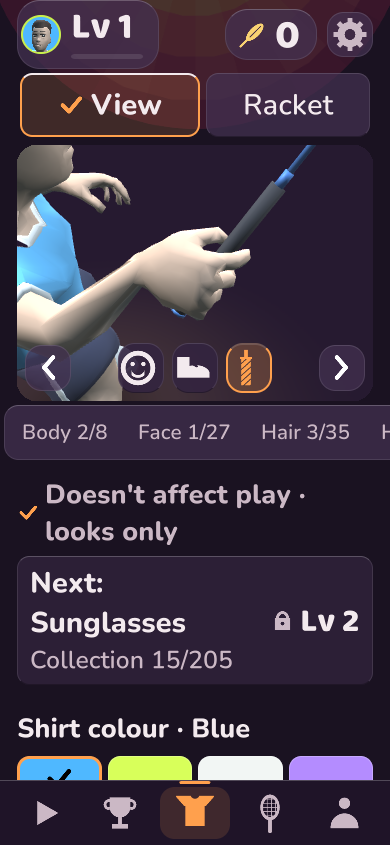 Lv 1
0
View
Racket
Body 2/8
Face 1/27
Hair 3/35
Doesn't affect play ·
looks only
Next:
Sunglasses
Lv 2
Collection 15/205
Shirt colour · Blue